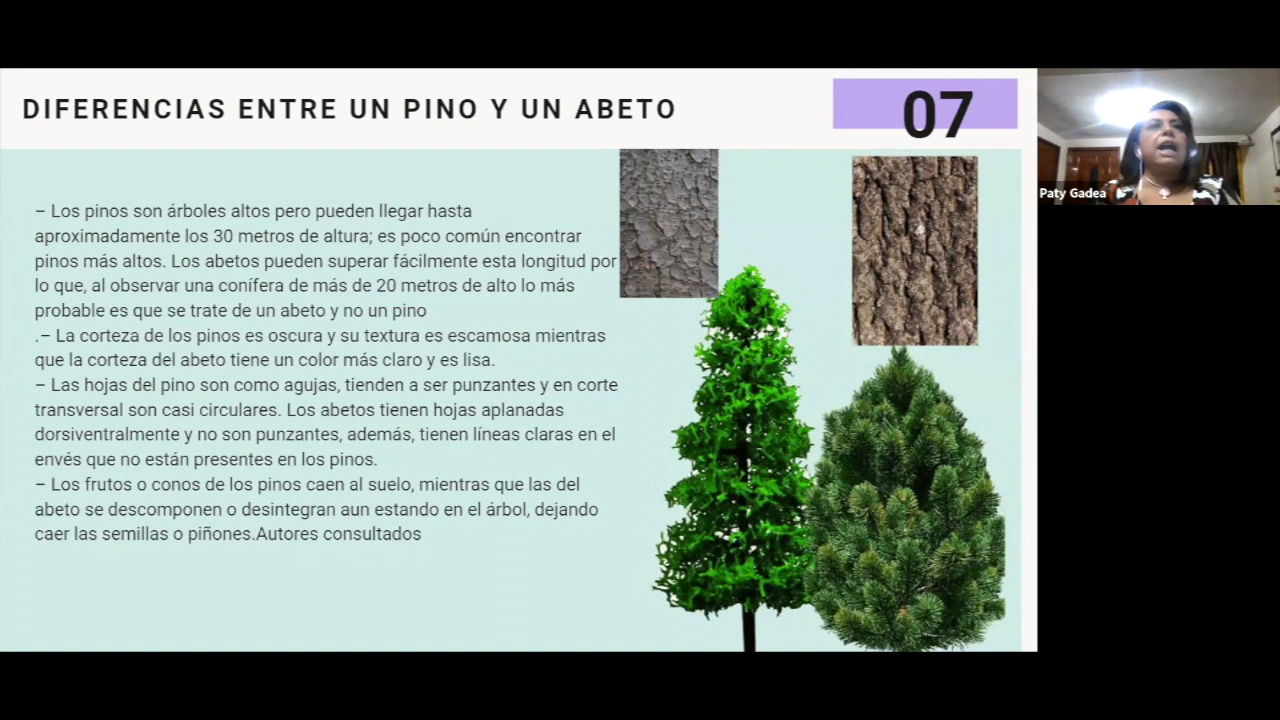 DIFERENCIAS ENTRE UN PINO Y UN ABETO
07
– Los pinos son árboles altos pero pueden llegar hasta
aproximadamente los 30 metros de altura; es poco común encontrar
pinos más altos. Los abetos pueden superar fácilmente esta longitud por
lo que, al observar una conífera de más de 20 metros de alto lo más
probable es que se trate de un abeto y no un pino
.– La corteza de los pinos es oscura y su textura es escamosa mientras
que la corteza del abeto tiene un color más claro y es lisa.
– Las hojas del pino son como agujas, tienden a ser punzantes y en corte
transversal son casi circulares. Los abetos tienen hojas aplanadas
dorsiventralmente y no son punzantes, además, tienen líneas claras en el
envés que no están presentes en los pinos.
– Los frutos o conos de los pinos caen al suelo, mientras que las del
abeto se descomponen o desintegran aun estando en el árbol, dejando
caer las semillas o piñones.Autores consultados
Paty Gadea